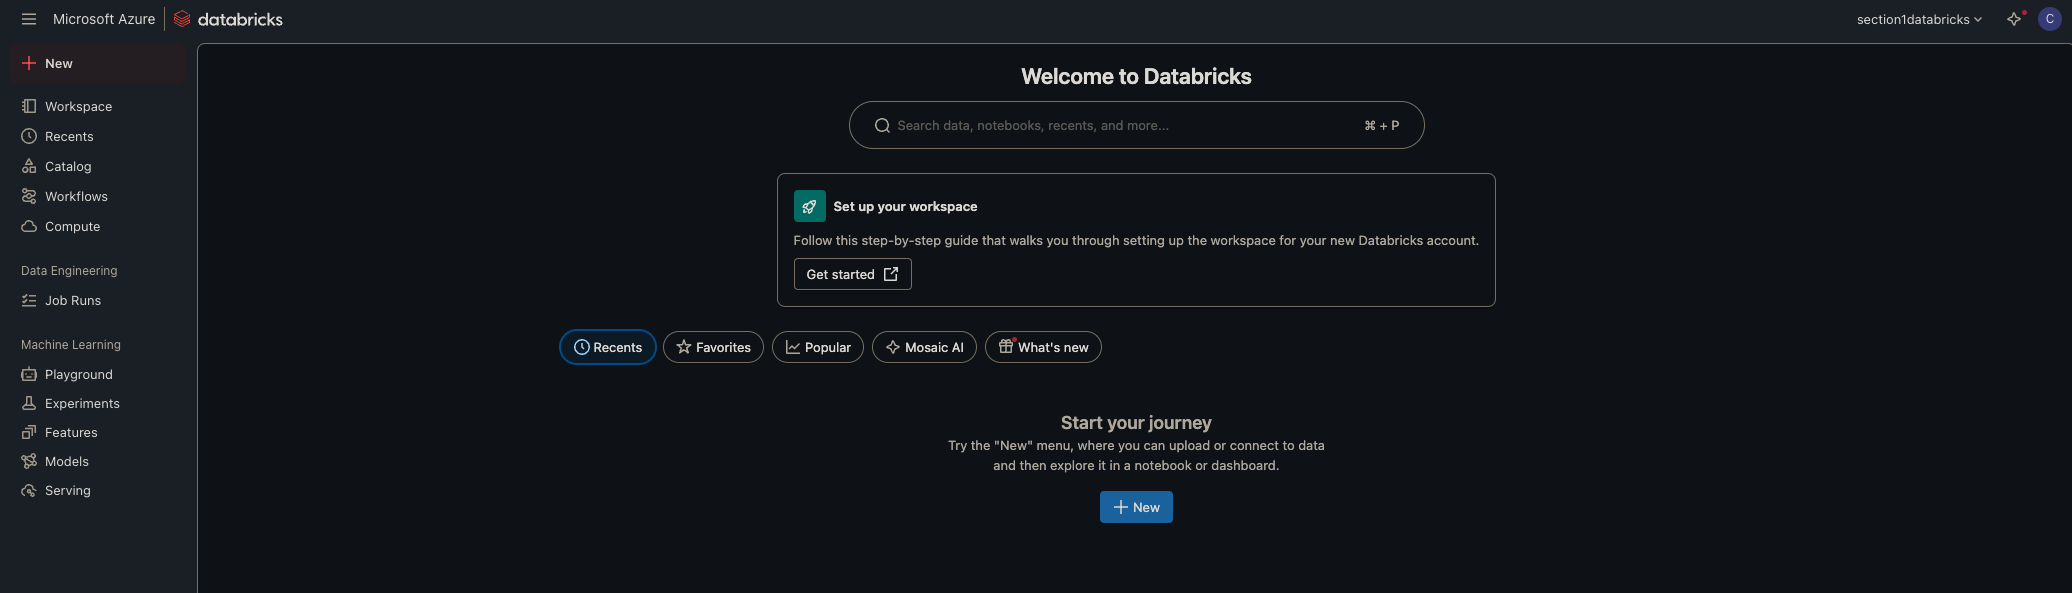 Microsoft Azure databricks
section1databricks
C
New
Workspace
Recents
Catalog
Workflows
Compute
Data Engineering
Job Runs
Machine Learning
Playground
Experiments
Features
Models
Serving
Welcome to Databricks
Search data, notebooks, recents, and more... ⌘ + P
Set up your workspace
Follow this step-by-step guide that walks you through setting up the workspace for your new Databricks account.
Get started
Recents Favorites Popular Mosaic AI What's new
Start your journey
Try the "New" menu, where you can upload or connect to data
and then explore it in a notebook or dashboard.
New